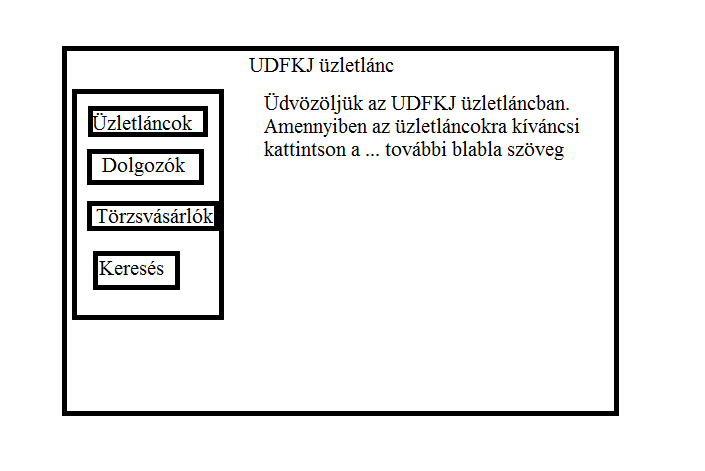 UDFKJ üzletlánc
Üzletláncok
Dolgozók
Törzsvásárlók
Keresés
Üdvözöljük az UDFKJ üzletláncban.
Amennyiben az üzletláncokra kíváncsi
kattintson a ... további blabla szöveg